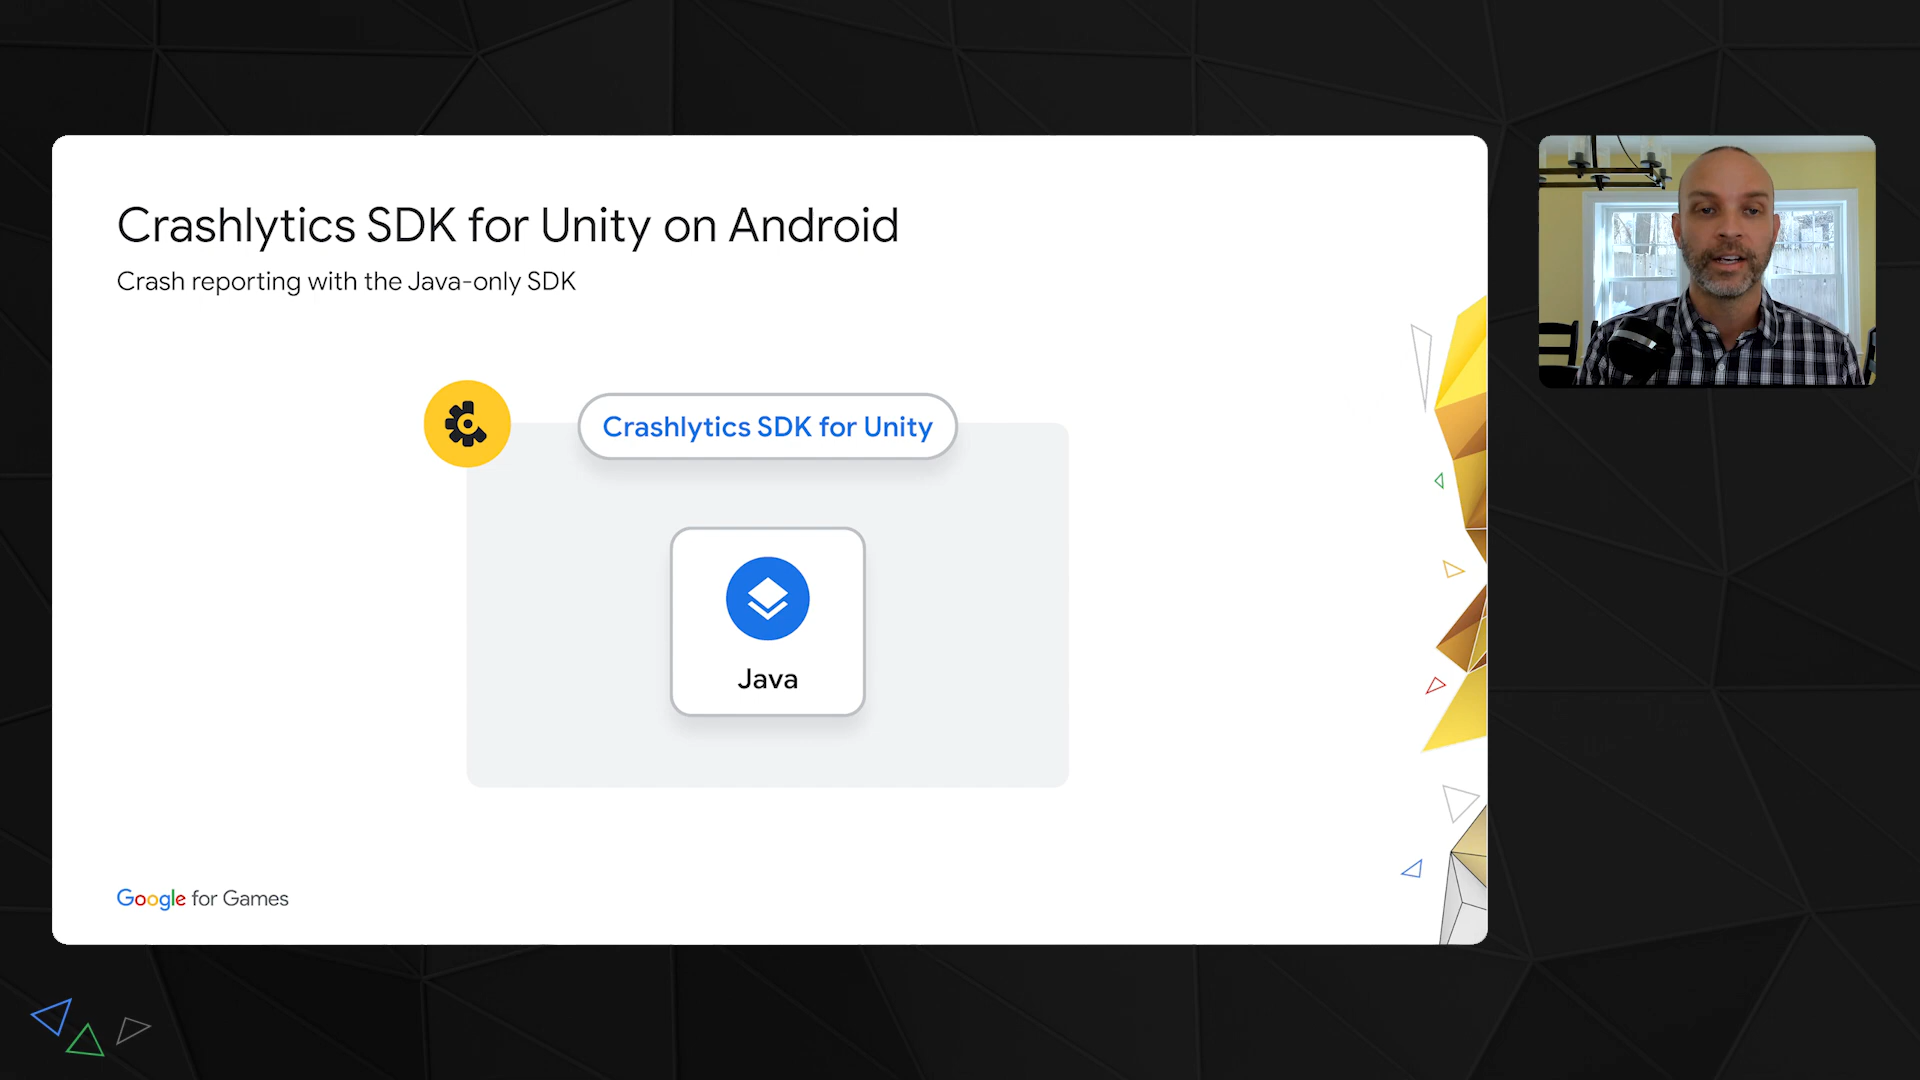 Crashlytics SDK for Unity on Android
Crash reporting with the Java-only SDK
Crashlytics SDK for Unity
Java
Google for Games